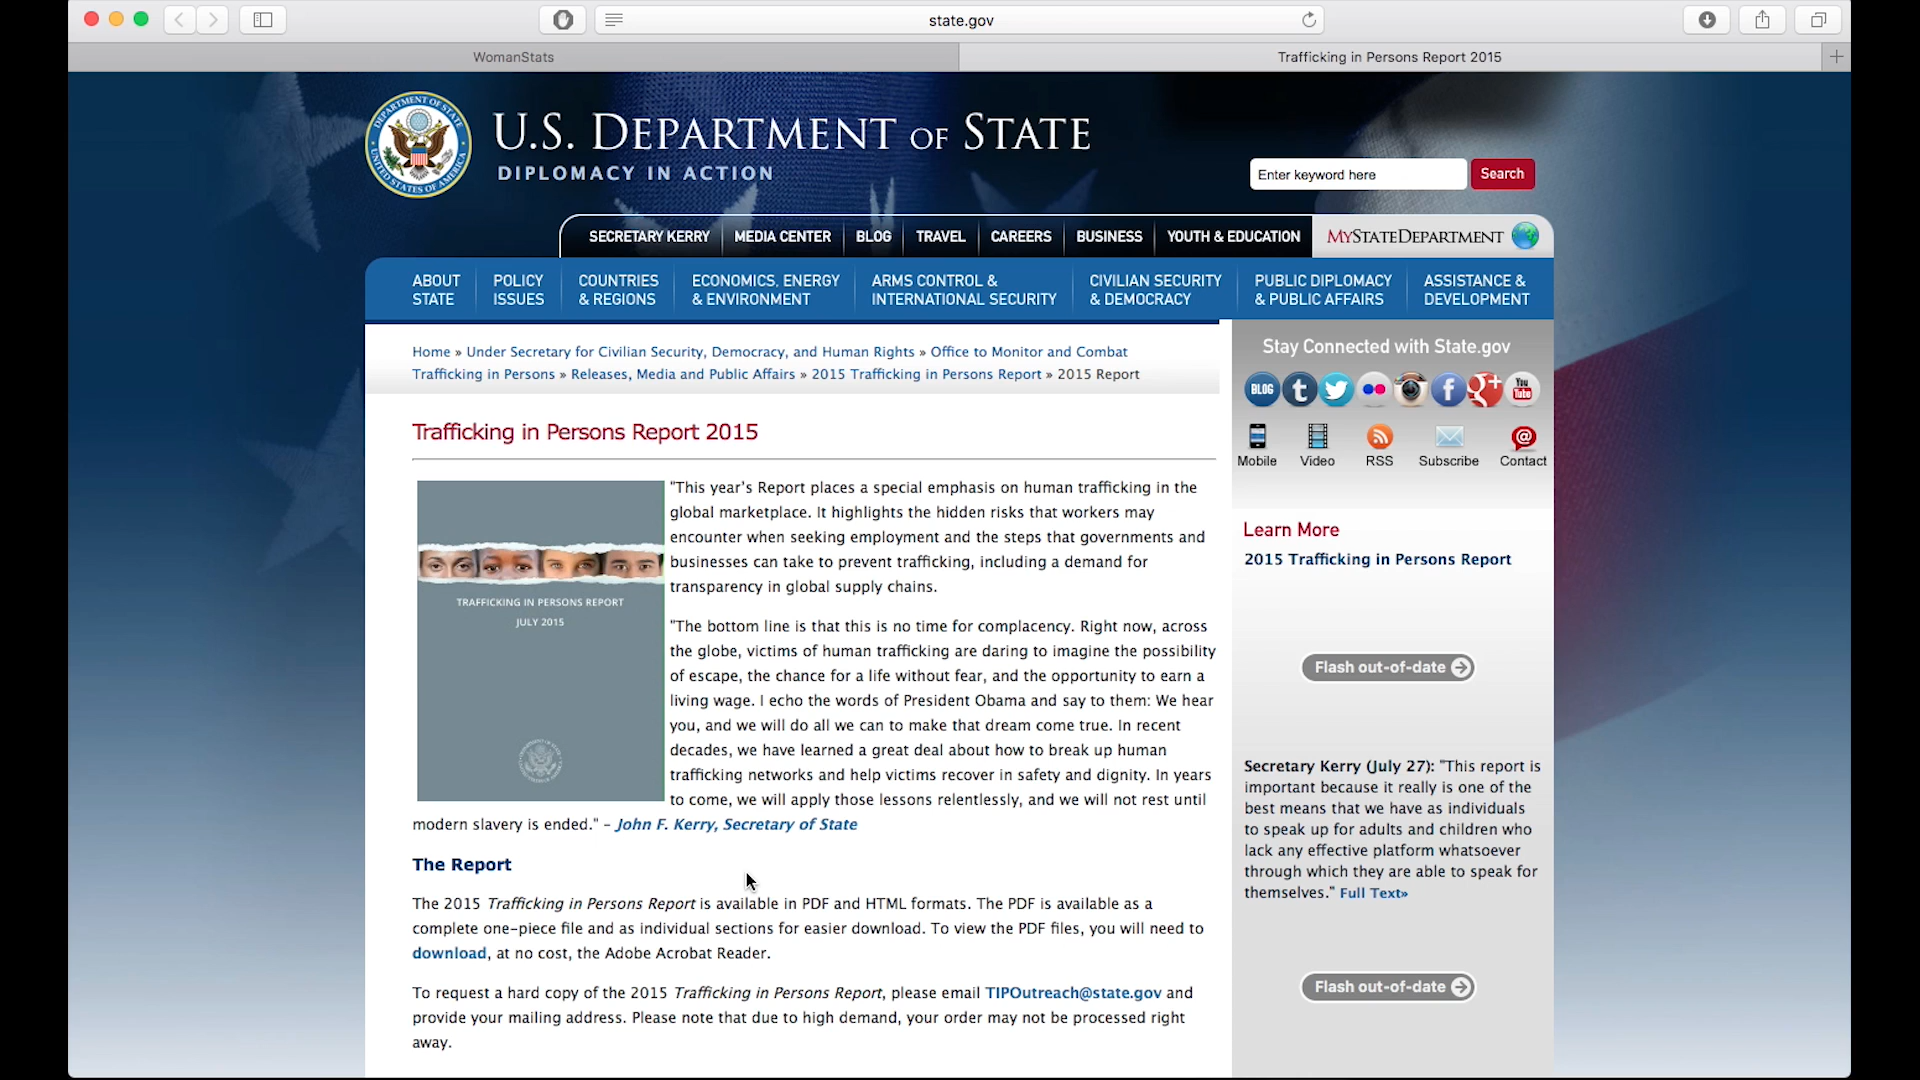 state.gov
WomanStats
Trafficking in Persons Report 2015
U.S. DEPARTMENT OF STATE
DIPLOMACY IN ACTION
Enter keyword here
Search
SECRETARY KERRY
MEDIA CENTER
BLOG
TRAVEL
CAREERS
BUSINESS
YOUTH & EDUCATION
MYSTATEDEPARTMENT
ABOUT
STATE
POLICY
ISSUES
COUNTRIES
& REGIONS
ECONOMICS, ENERGY
& ENVIRONMENT
ARMS CONTROL &
INTERNATIONAL SECURITY
CIVILIAN SECURITY
& DEMOCRACY
PUBLIC DIPLOMACY
& PUBLIC AFFAIRS
ASSISTANCE &
DEVELOPMENT
Home » Under Secretary for Civilian Security, Democracy, and Human Rights » Office to Monitor and Combat
Trafficking in Persons » Releases, Media and Public Affairs » 2015 Trafficking in Persons Report » 2015 Report
Trafficking in Persons Report 2015
TRAFFICKING IN PERSONS REPORT
JULY 2015
"This year's Report places a special emphasis on human trafficking in the
global marketplace. It highlights the hidden risks that workers may
encounter when seeking employment and the steps that governments and
businesses can take to prevent trafficking, including a demand for
transparency in global supply chains.
"The bottom line is that this is no time for complacency. Right now, across
the globe, victims of human trafficking are daring to imagine the possibility
of escape, the chance for a life without fear, and the opportunity to earn a
living wage. I echo the words of President Obama and say to them: We hear
you, and we will do all we can to make that dream come true. In recent
decades, we have learned a great deal about how to break up human
trafficking networks and help victims recover in safety and dignity. In years
to come, we will apply those lessons relentlessly, and we will not rest until
modern slavery is ended." – John F. Kerry, Secretary of State
The Report
The 2015 Trafficking in Persons Report is available in PDF and HTML formats. The PDF is available as a
complete one-piece file and as individual sections for easier download. To view the PDF files, you will need to
download, at no cost, the Adobe Acrobat Reader.
To request a hard copy of the 2015 Trafficking in Persons Report, please email TIPOutreach@state.gov and
provide your mailing address. Please note that due to high demand, your order may not be processed right
away.
Stay Connected with State.gov
BLOG
You
Tube
Mobile
Video
RSS
Subscribe
Contact
Learn More
2015 Trafficking in Persons Report
Flash out-of-date
Secretary Kerry (July 27): "This report is
important because it really is one of the
best means that we have as individuals
to speak up for adults and children who
lack any effective platform whatsoever
through which they are able to speak for
themselves." Full Text»
Flash out-of-date